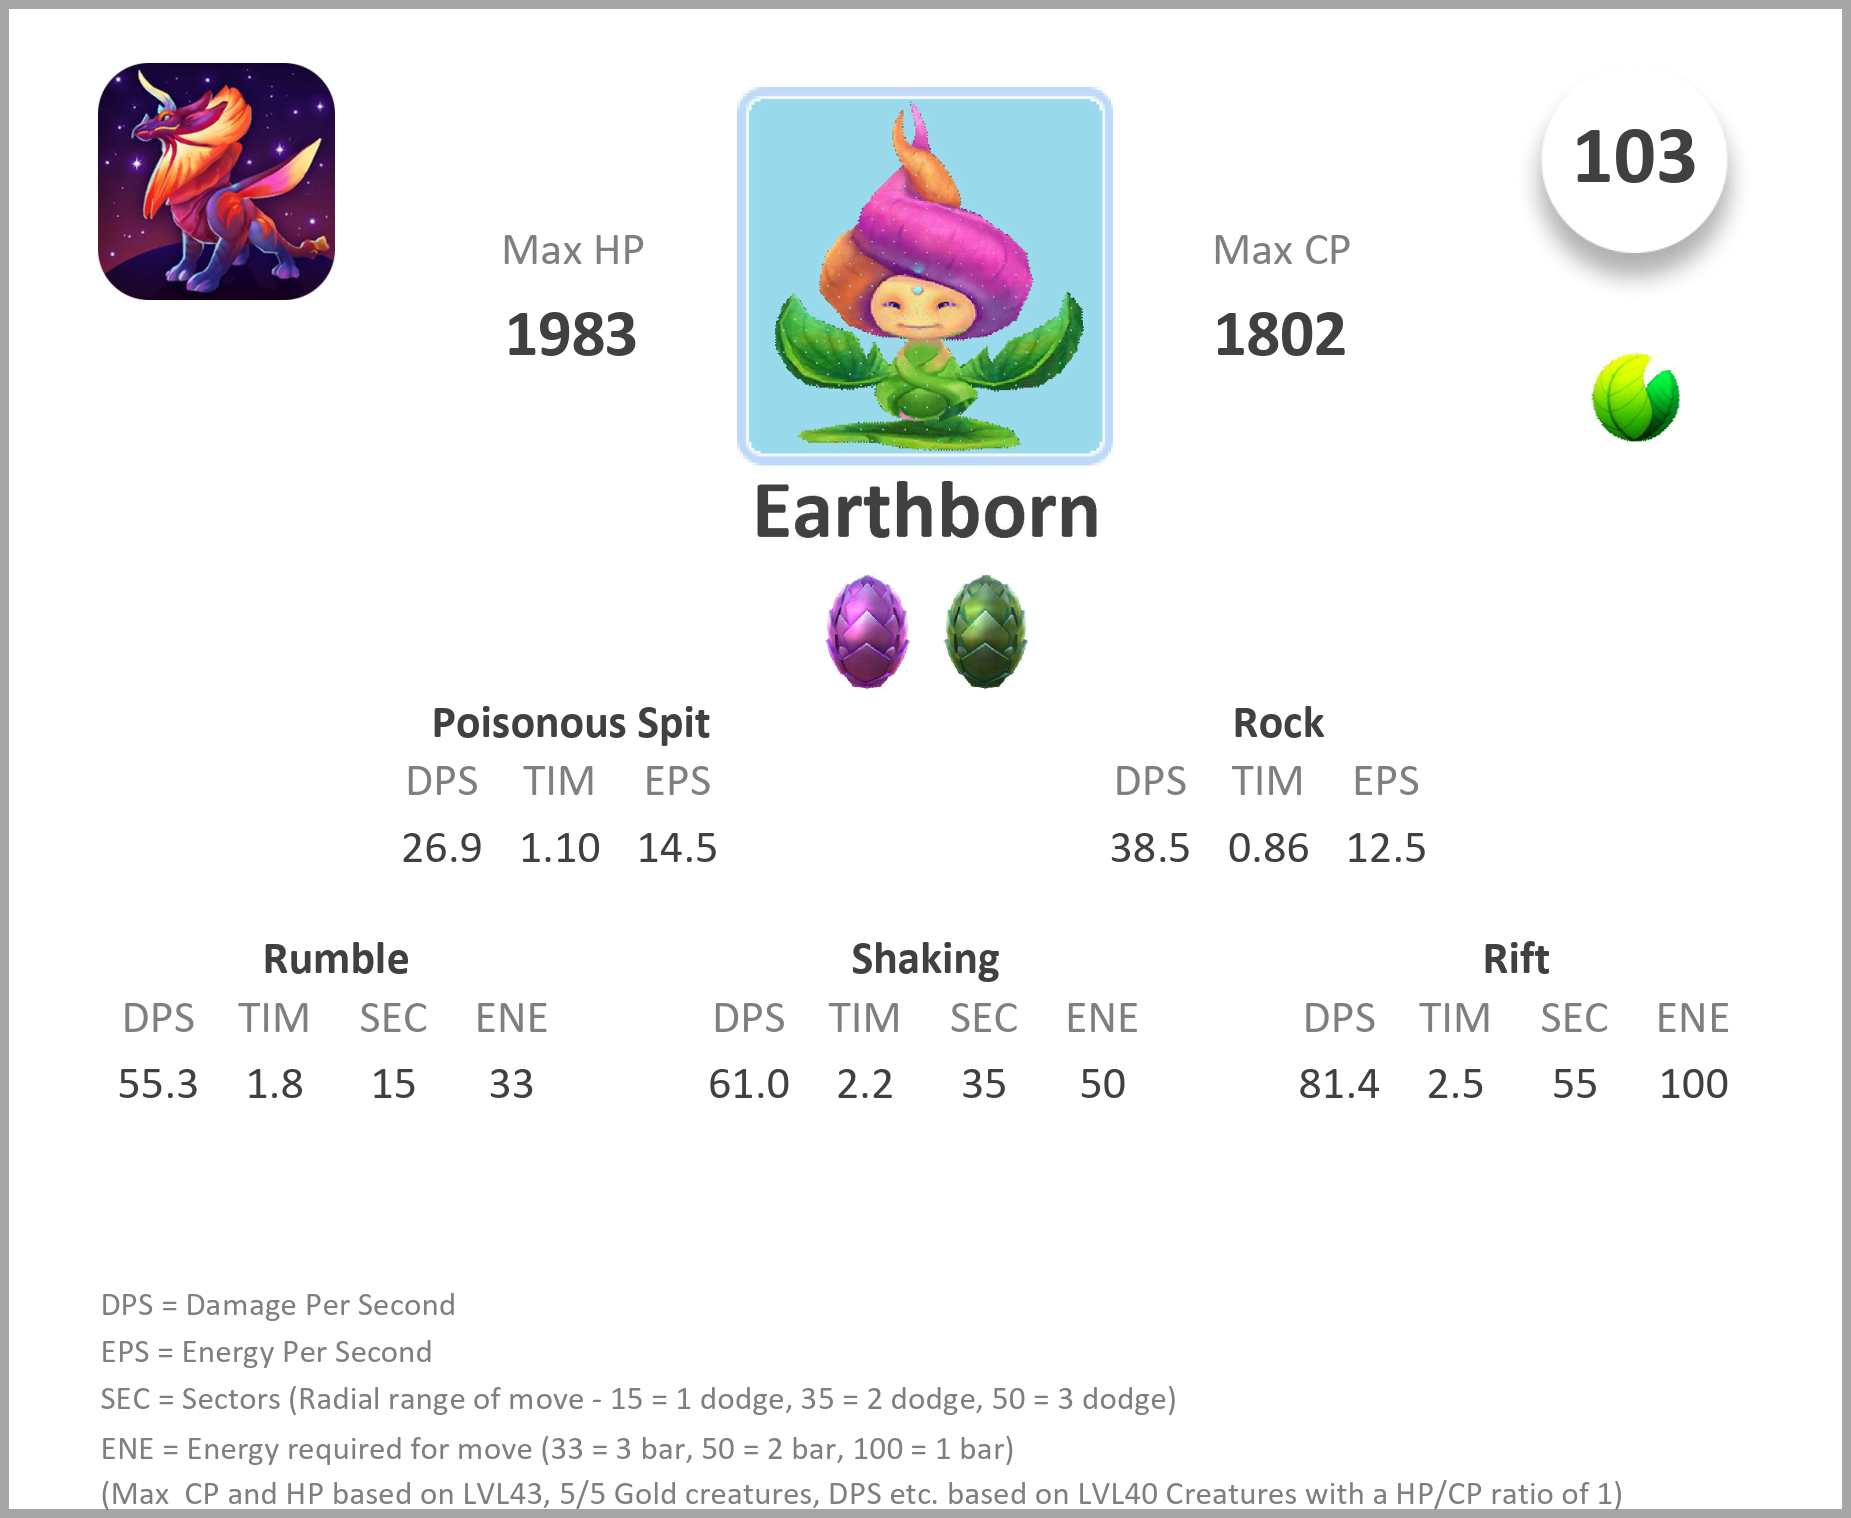 103
Max HP
1983
Max CP
1802
Earthborn
Poisonous Spit
DPS TIM EPS
26.9 1.10 14.5
Rock
DPS TIM EPS
38.5 0.86 12.5
Rumble
DPS TIM SEC ENE
55.3 1.8 15 33
Shaking
DPS TIM SEC ENE
61.0 2.2 35 50
Rift
DPS TIM SEC ENE
81.4 2.5 55 100
DPS = Damage Per Second
EPS = Energy Per Second
SEC = Sectors (Radial range of move - 15 = 1 dodge, 35 = 2 dodge, 50 = 3 dodge)
ENE = Energy required for move (33 = 3 bar, 50 = 2 bar, 100 = 1 bar)
(Max  CP and HP based on LVL43, 5/5 Gold creatures, DPS etc. based on LVL40 Creatures with a HP/CP ratio of 1)